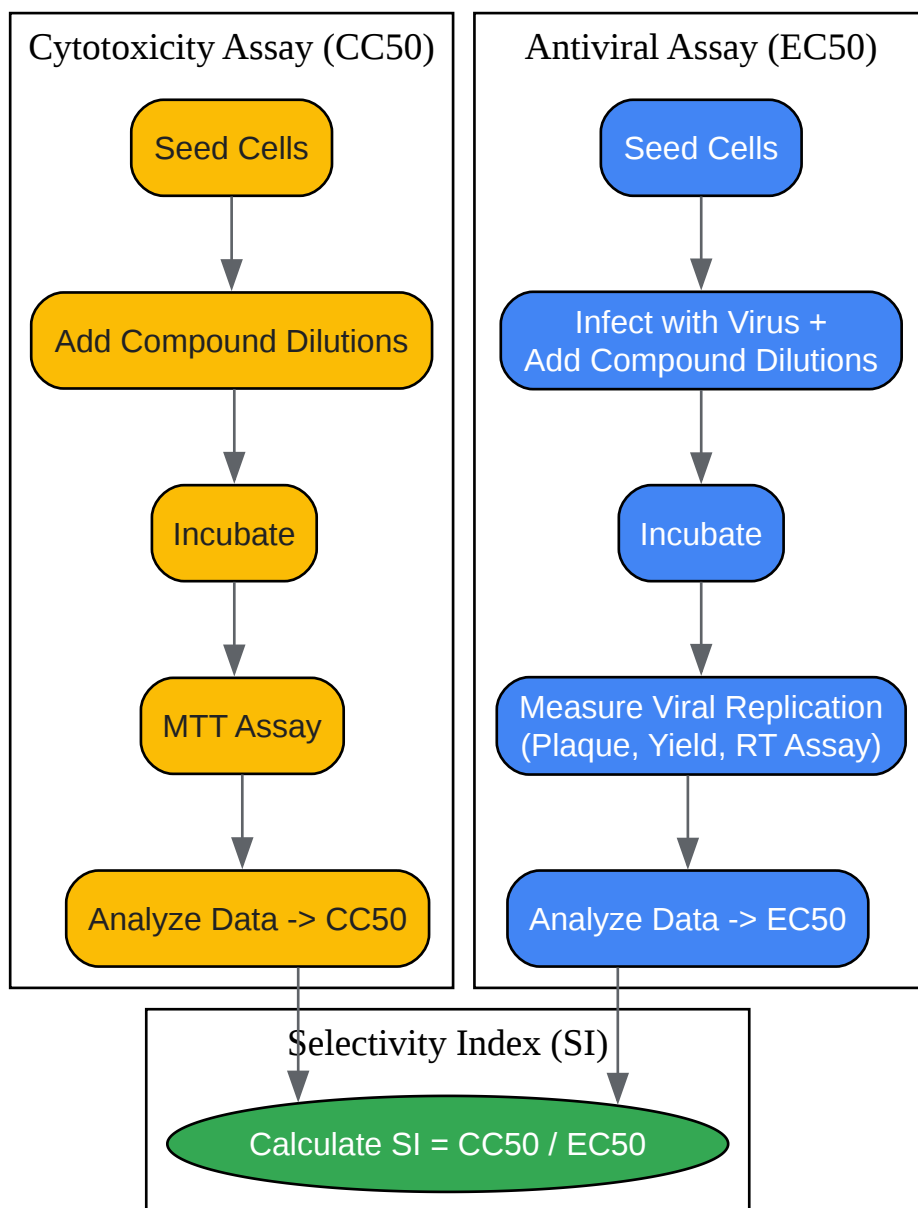 Cytotoxicity Assay (CC50)
Seed Cells
Add Compound Dilutions
Incubate
MTT Assay
Analyze Data -> CC50
Antiviral Assay (EC50)
Seed Cells
Infect with Virus +
Add Compound Dilutions
Incubate
Measure Viral Replication
(Plaque, Yield, RT Assay)
Analyze Data -> EC50
Selectivity Index (SI)
Calculate SI = CC50 / EC50